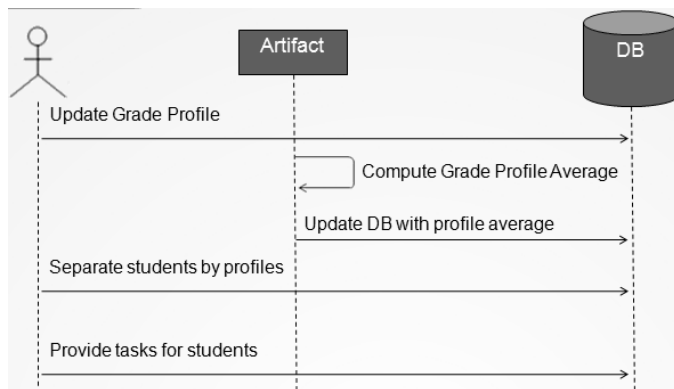 Artifact
DB
Update Grade Profile
Compute Grade Profile Average
Update DB with profile average
Separate students by profiles
Provide tasks for students